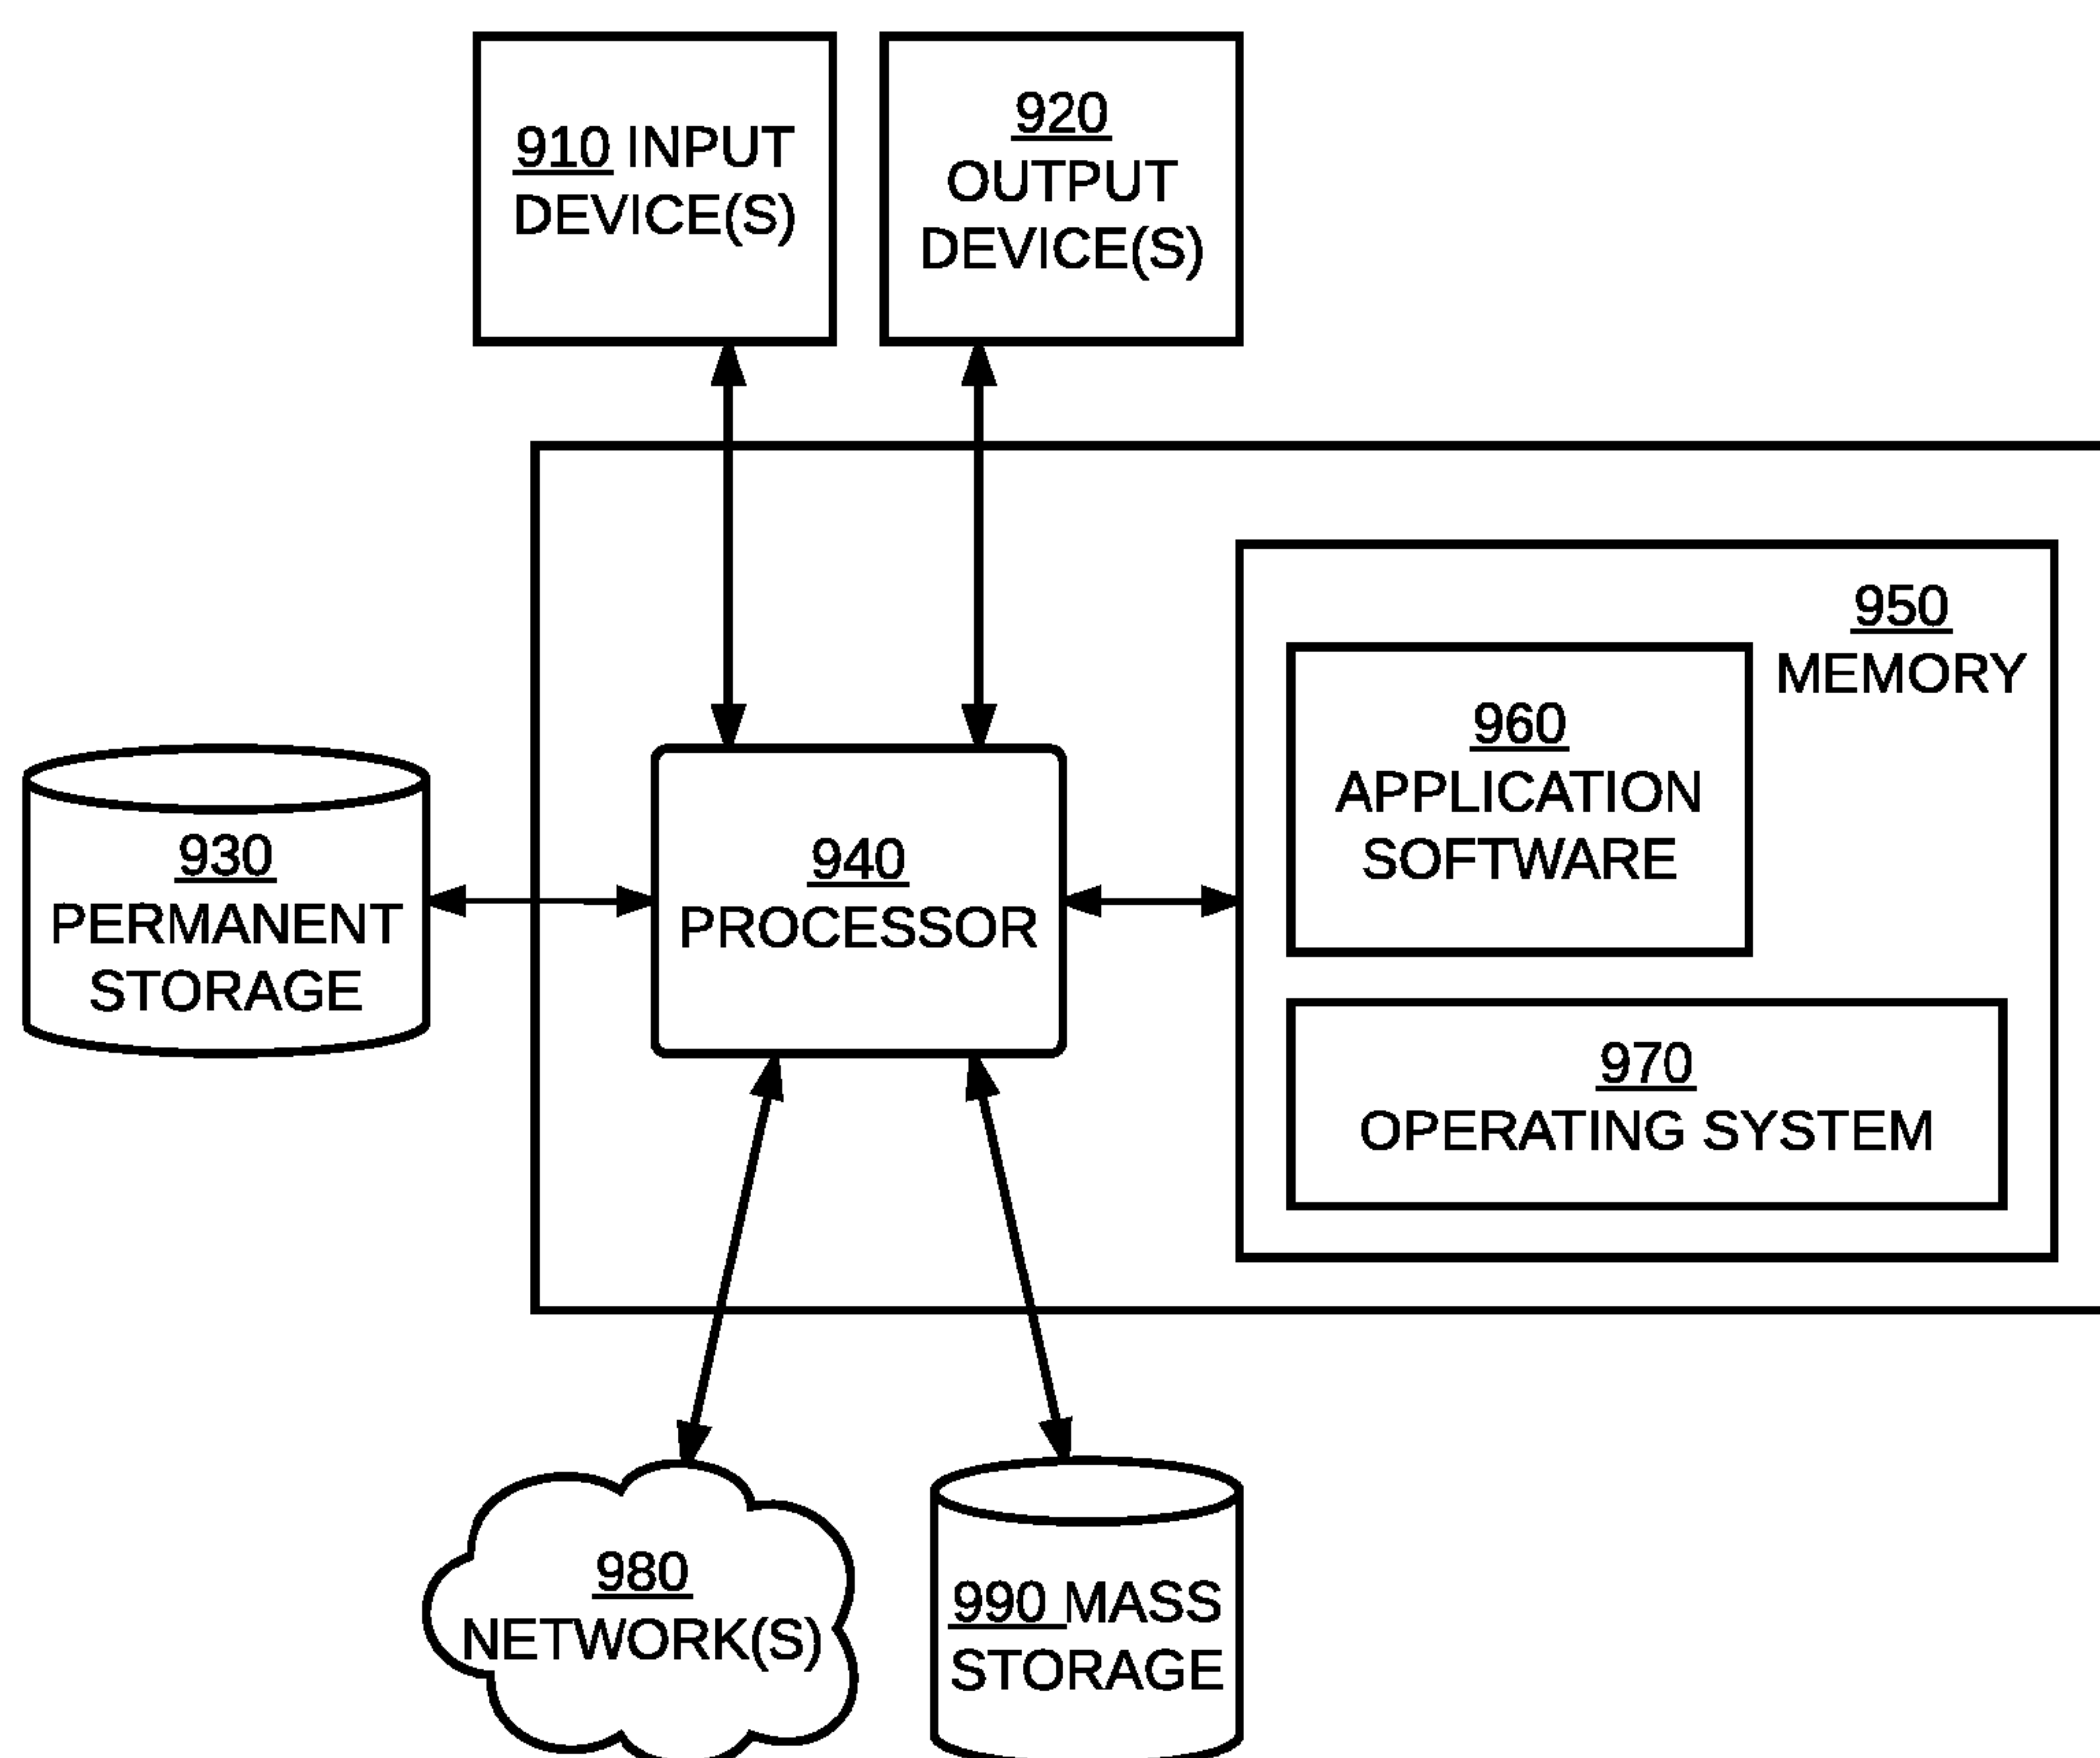 910 INPUT
DEVICE(S)
920
OUTPUT
DEVICE(S)
950
MEMORY
960
APPLICATION
SOFTWARE
930
PERMANENT
STORAGE
940
PROCESSOR
970
OPERATING SYSTEM
980
NETWORK(S)
990 MASS
STORAGE